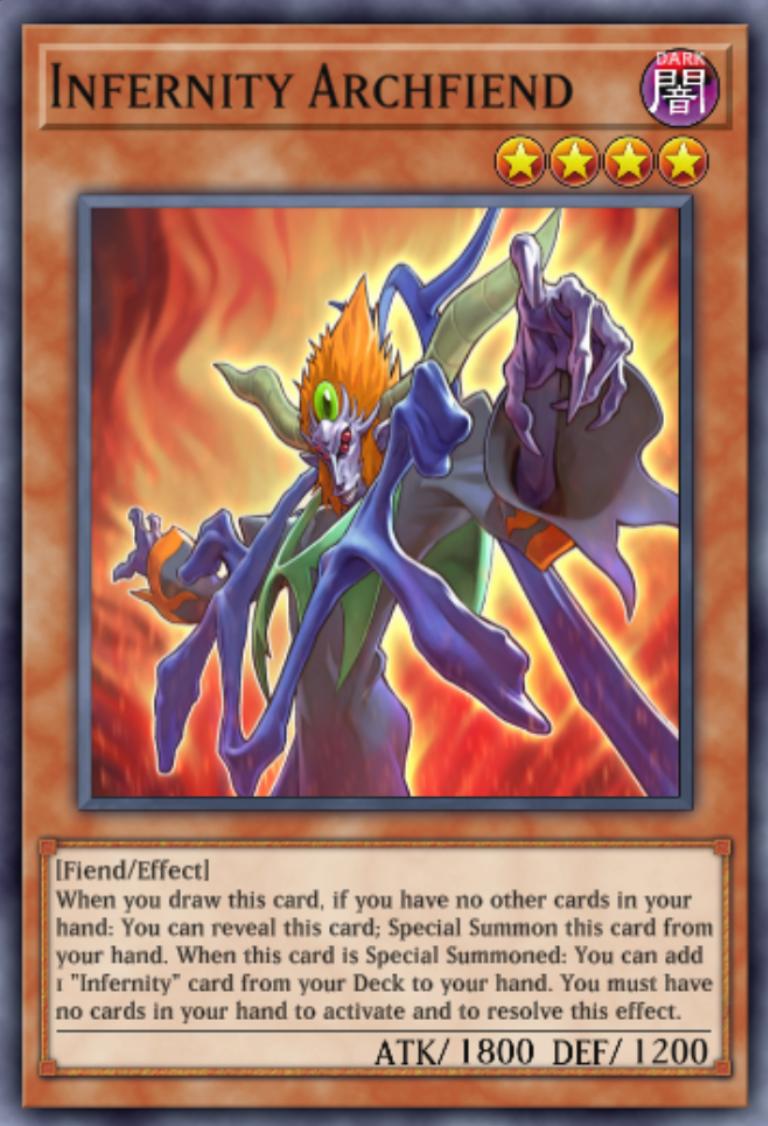 INFERNITY ARCHFIEND
DARK
闇
[Fiend/Effect]
When you draw this card, if you have no other cards in your
hand: You can reveal this card; Special Summon this card from
your hand. When this card is Special Summoned: You can add
1 "Infernity" card from your Deck to your hand. You must have
no cards in your hand to activate and to resolve this effect.
ATK/ 1800 DEF/ 1200